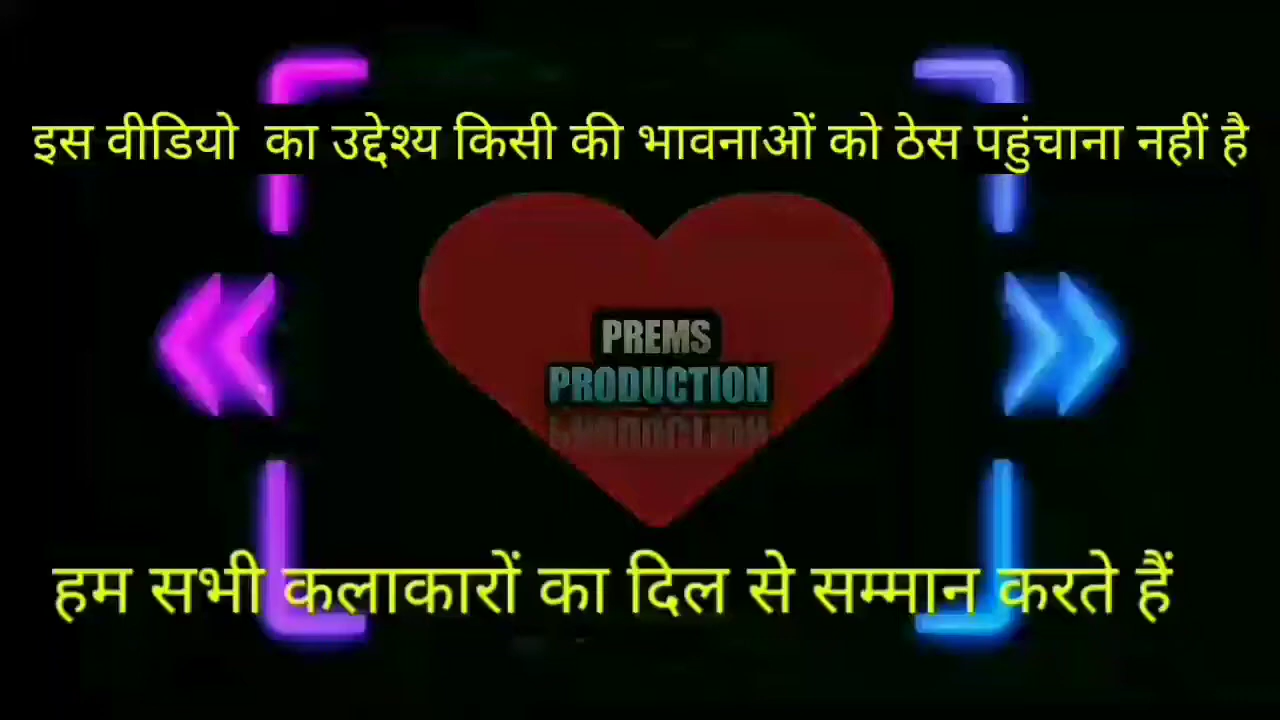 इस वीडियो का उद्देश्य किसी की भावनाओं को ठेस पहुंचाना नहीं है
PREMS
PRODUCTION
हम सभी कलाकारों का दिल से सम्मान करते हैं